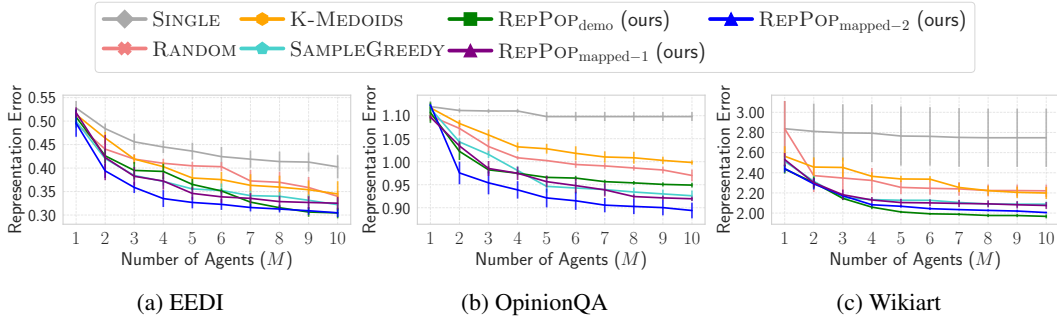 SINGLE K-MEDOIDS REPPOP_demo (ours) REPPOP_mapped−2 (ours)
RANDOM SAMPLEGREEDY REPPOP_mapped−1 (ours)
Representation Error
0.55
0.50
0.45
0.40
0.35
0.30
1 2 3 4 5 6 7 8 9 10
Number of Agents (M)
(a) EEDI
Representation Error
1.10
1.05
1.00
0.95
0.90
1 2 3 4 5 6 7 8 9 10
Number of Agents (M)
(b) OpinionQA
Representation Error
3.00
2.80
2.60
2.40
2.20
2.00
1 2 3 4 5 6 7 8 9 10
Number of Agents (M)
(c) Wikiart